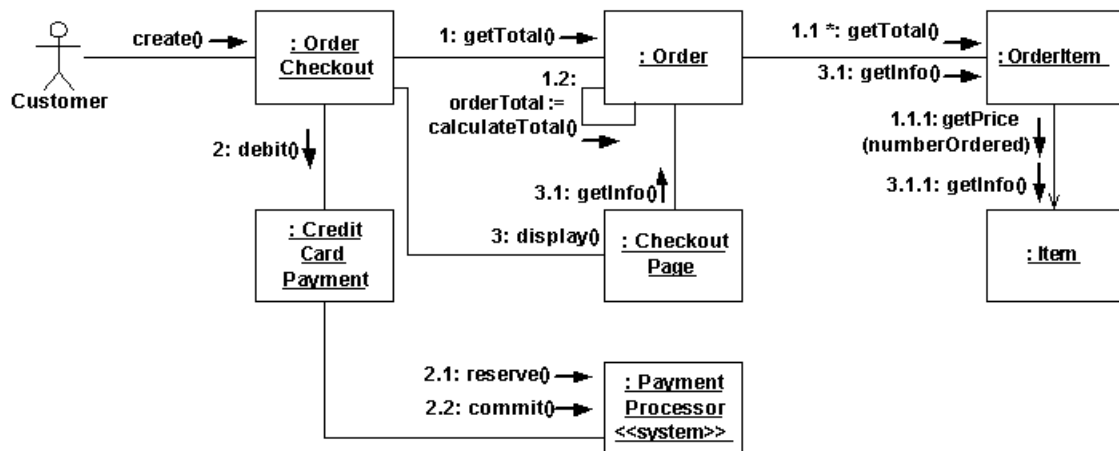 create()
Customer
: Order
Checkout
1: getTotal()
: Order
1.1 *: getTotal()
3.1: getInfo()
: OrderItem
1.2:
orderTotal :=
calculateTotal()
1.1.1: getPrice
(numberOrdered)
3.1.1: getInfo()
2: debit()
3.1: getInfo()
: Credit
Card
Payment
3: display()
: Checkout
Page
: Item
2.1: reserve()
2.2: commit()
: Payment
Processor
<<system>>